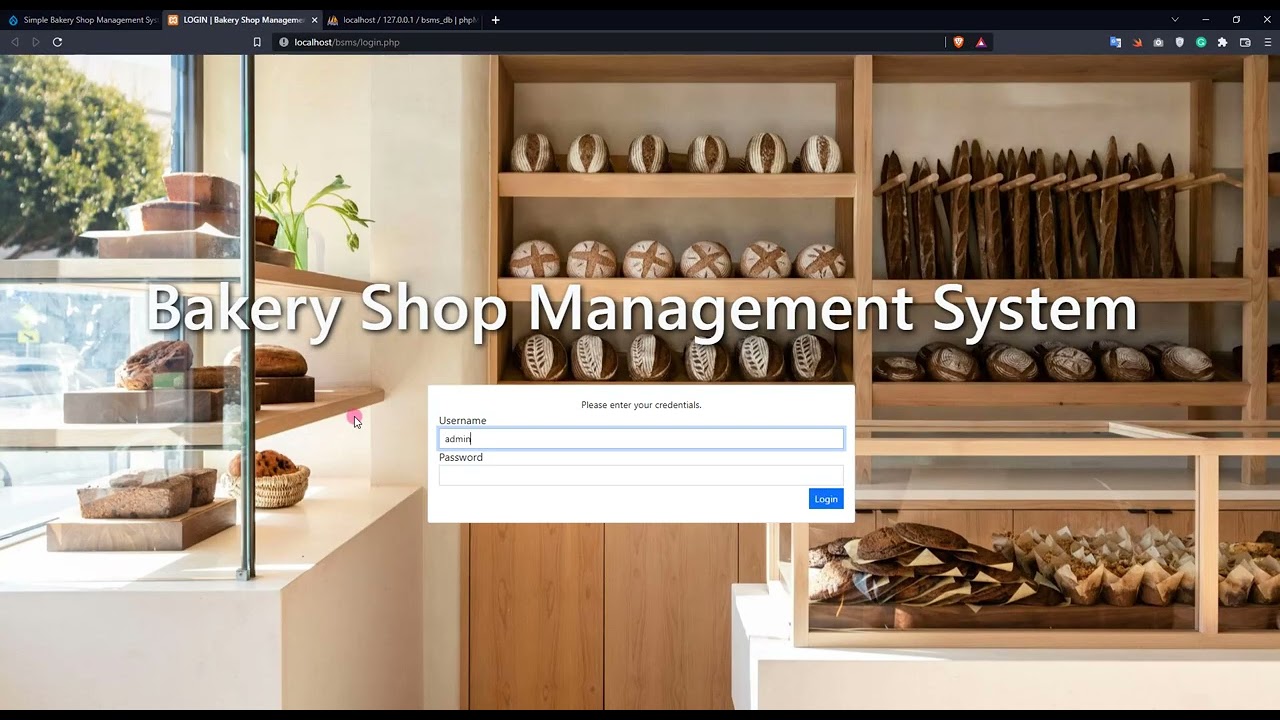 Simple Bakery Shop Management Sys
LOGIN | Bakery Shop Manageme
localhost / 127.0.0.1 / bsms_db | phpM
localhost/bsms/login.php
Bakery Shop Management System
Please enter your credentials.
Username
admin
Password
Login